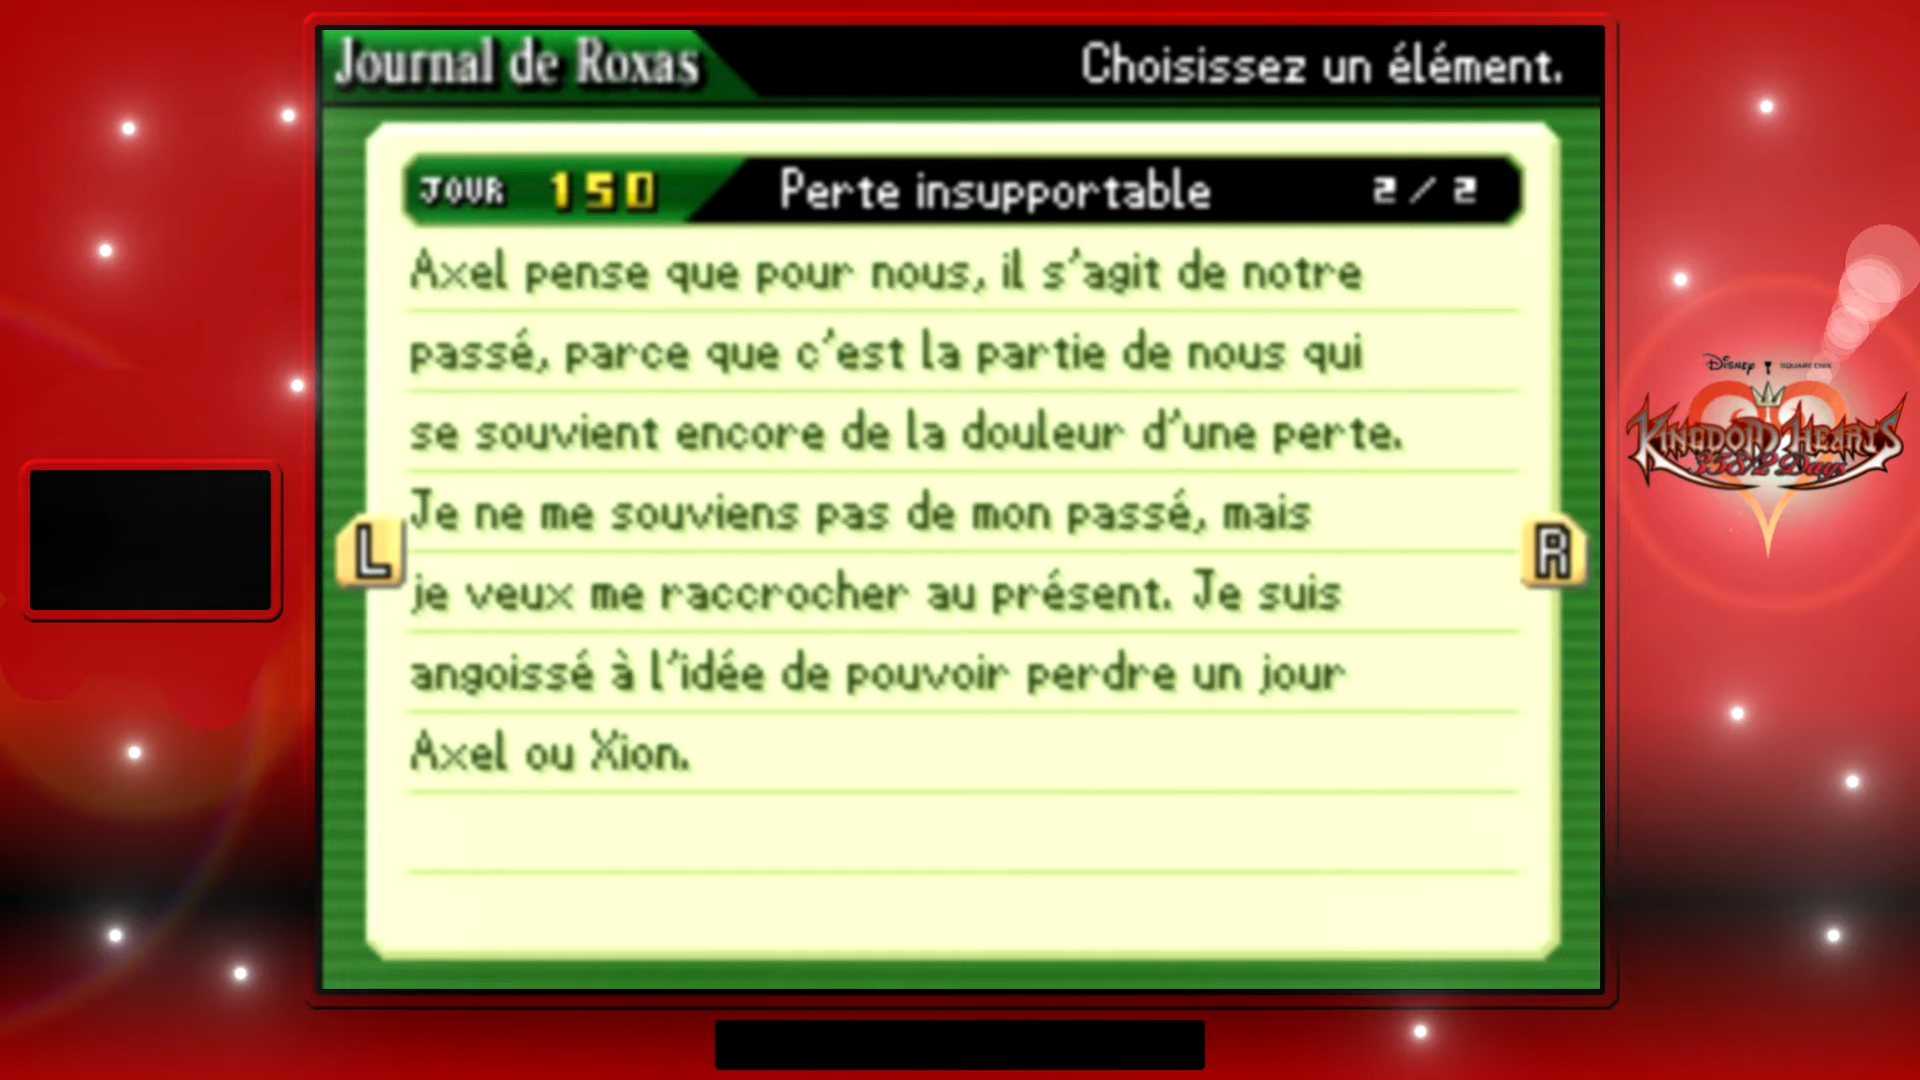 Journal de Roxas
Choisissez un élément.
JOUR 150 Perte insupportable 2/2
Axel pense que pour nous, il s'agit de notre
passé, parce que c'est la partie de nous qui
se souvient encore de la douleur d'une perte.
Je ne me souviens pas de mon passé, mais
je veux me raccrocher au présent. Je suis
angoissé à l'idée de pouvoir perdre un jour
Axel ou Xion.
L
R
Disney SQUARE ENIX
KINGDOM HEARTS
358/2 Days